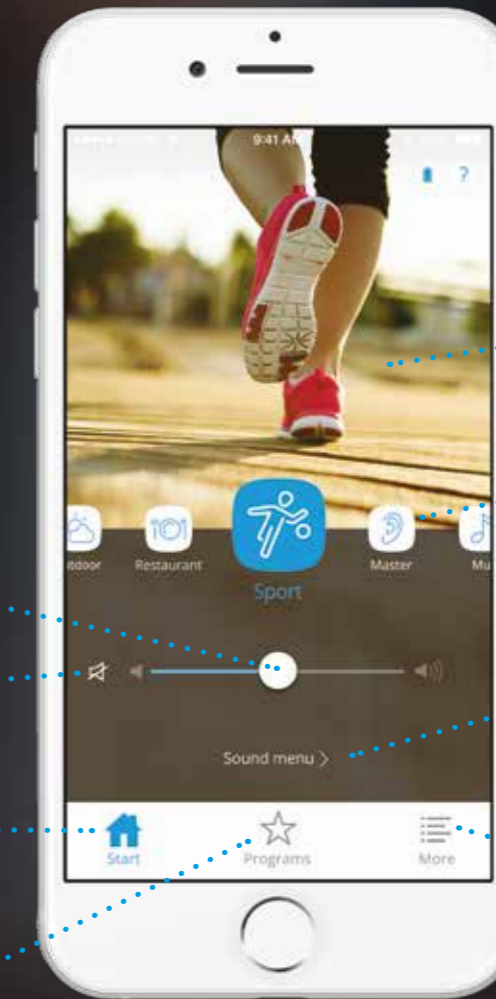 9:41 AM
?
Restaurant
Master
Sport
Sound menu >
Start
Programs
More